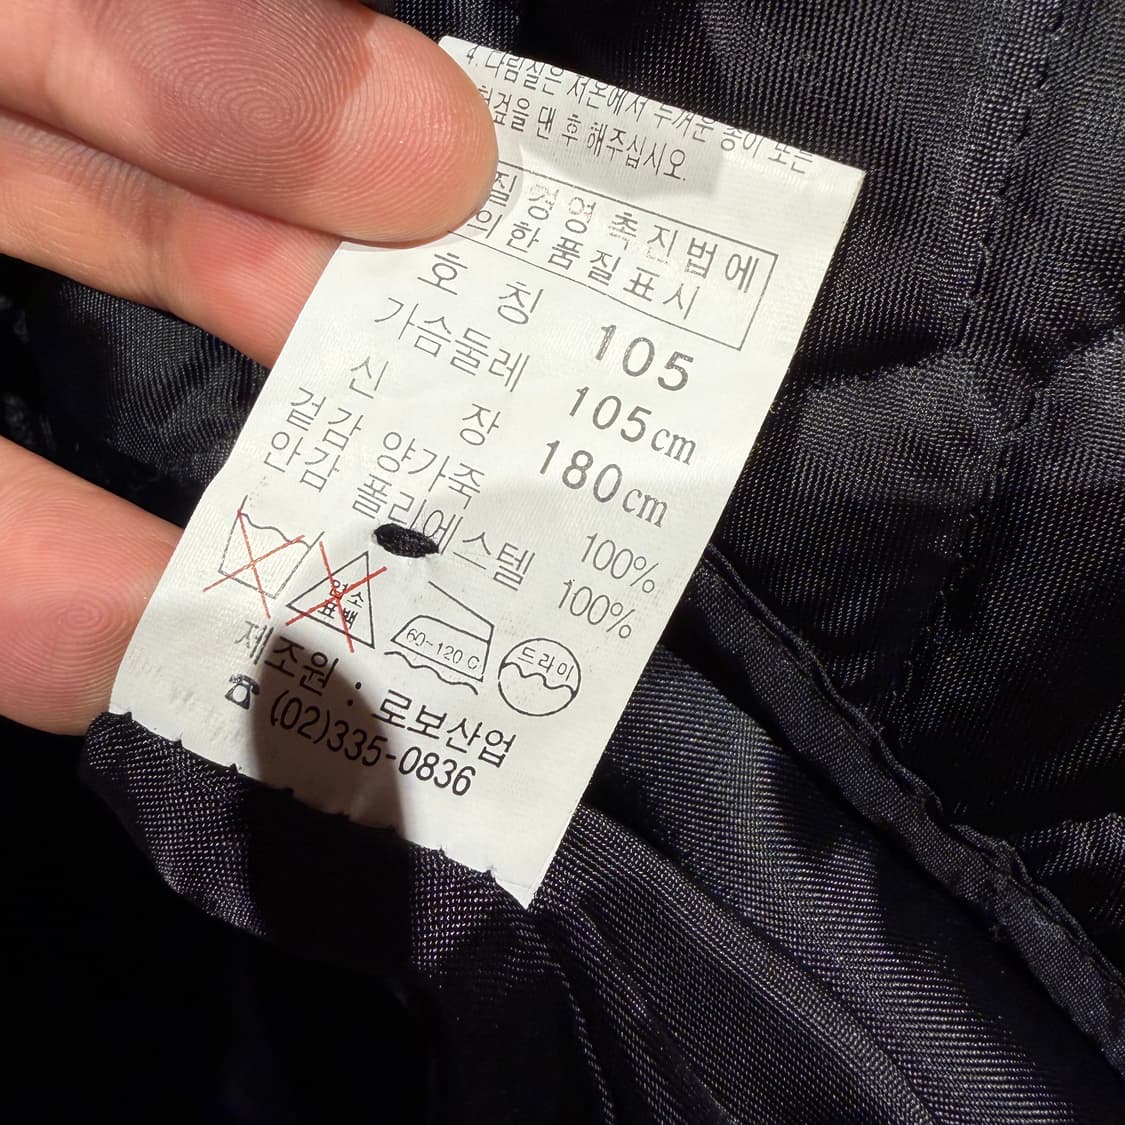 4. 다림질은 저온에서 두꺼운 종이 또는
헝겊을 댄 후 해주십시오.
질경영촉진법에
의한품질표시
호 칭 105
가슴둘레 105cm
신 장 180cm
겉감 양가죽 100%
안감 폴리에스텔 100%
염소
표백
60~120 C
드라이
제조원 : 로보산업
☎ (02)335-0836